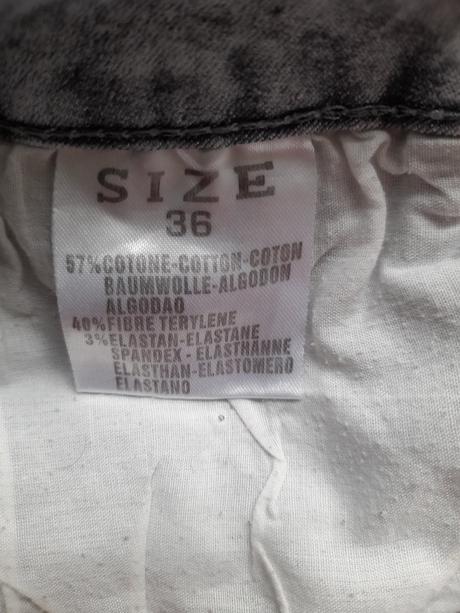 SIZE
36
57%COTONE-COTTON-COTON
BAUMWOLLE-ALGODON
ALGODAO
40%FIBRE TERYLENE
3%ELASTAN-ELASTANE
SPANDEX - ELASTHANNE
ELASTHAN-ELASTOMERO
ELASTANO